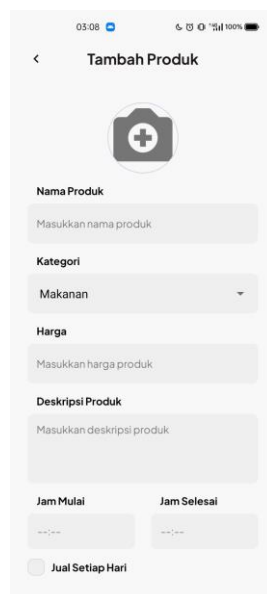 03:08 100%
Tambah Produk
Nama Produk
Masukkan nama produk
Kategori
Makanan
Harga
Masukkan harga produk
Deskripsi Produk
Masukkan deskripsi produk
Jam Mulai Jam Selesai
--:-- --:--
Jual Setiap Hari